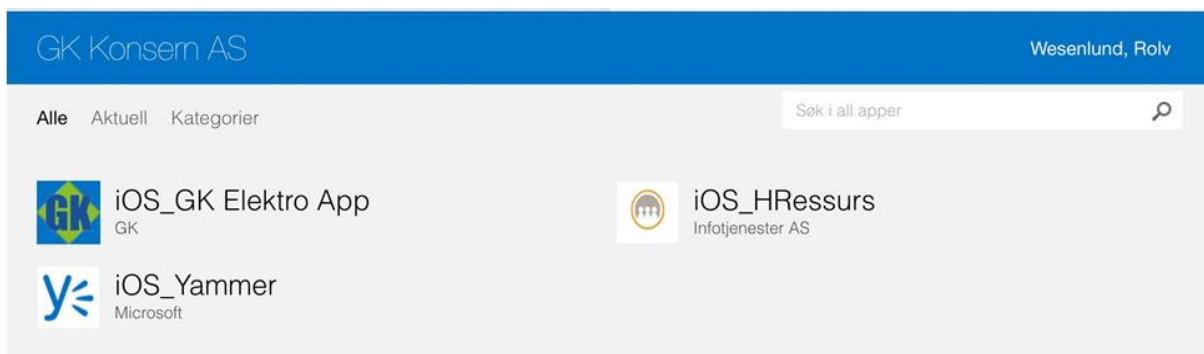 GK Konsern AS
Wesenlund, Rolv
Alle Aktuell Kategorier
Søk i all apper
GK
iOS_GK Elektro App
GK
iOS_HRessurs
Infotjenester AS
iOS_Yammer
Microsoft